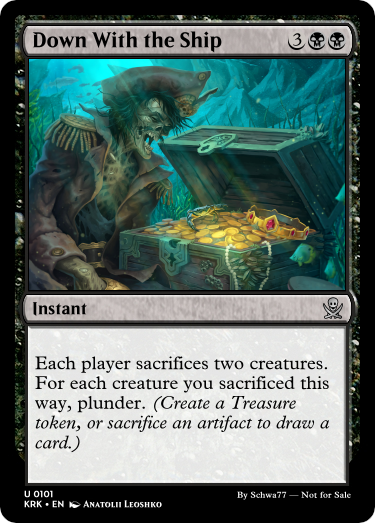 Down With the Ship 3
Instant
Each player sacrifices two creatures.
For each creature you sacrificed this
way, plunder. (Create a Treasure
token, or sacrifice an artifact to draw a
card.)
U 0101
KRK • EN Anatolii Leoshko
By Schwa77 — Not for Sale